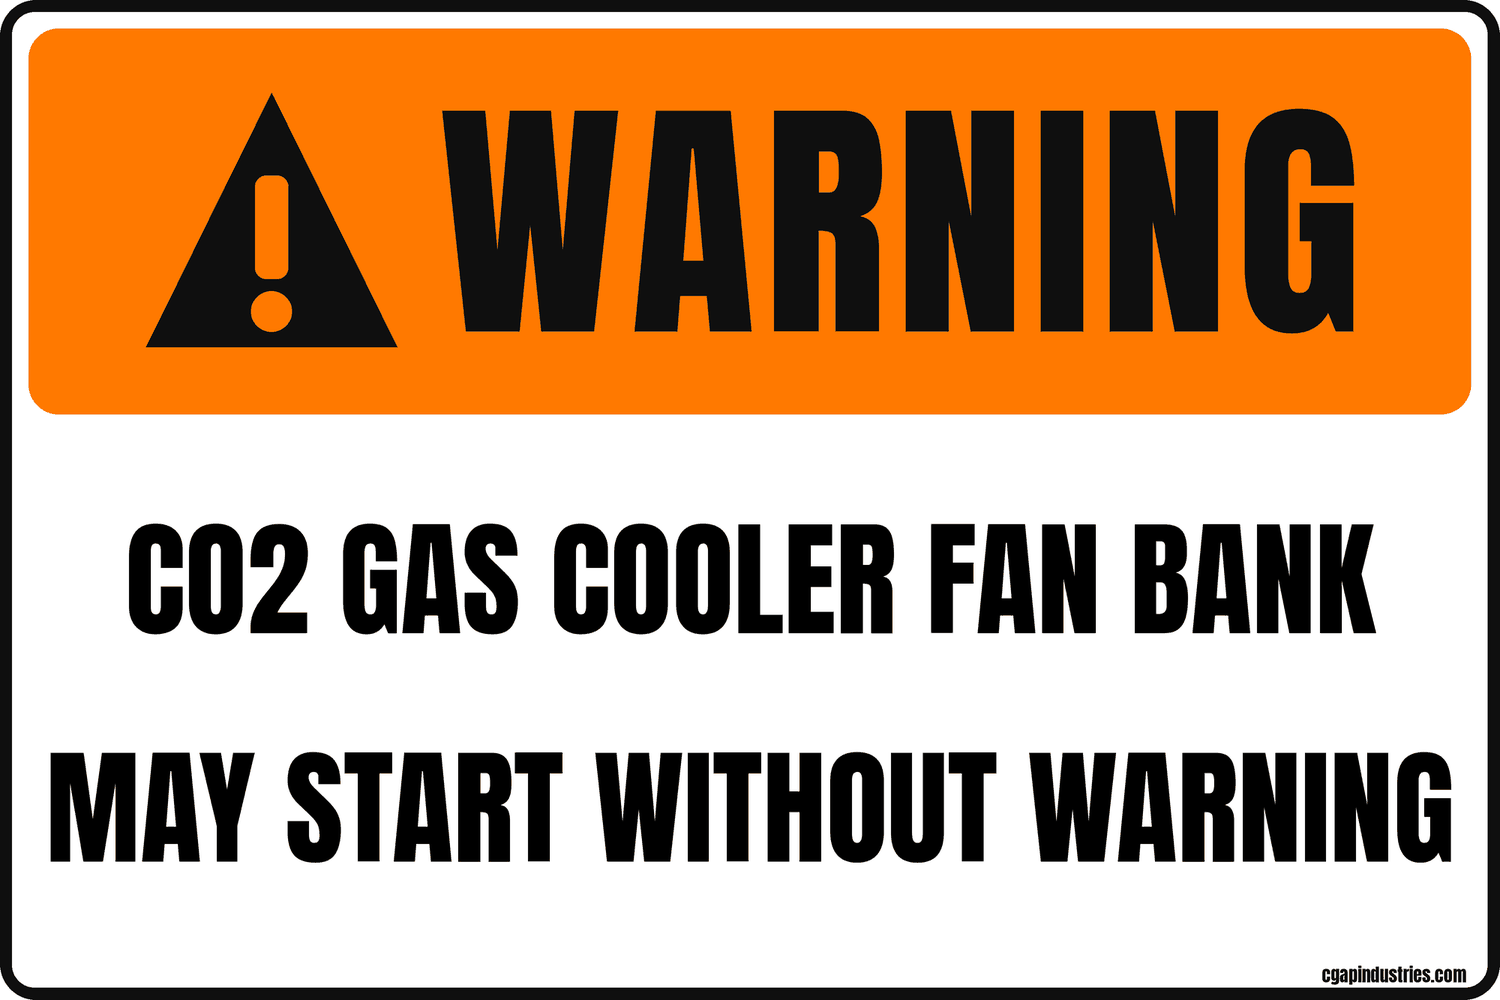 WARNING
CO2 GAS COOLER FAN BANK
MAY START WITHOUT WARNING
cgapindustries.com